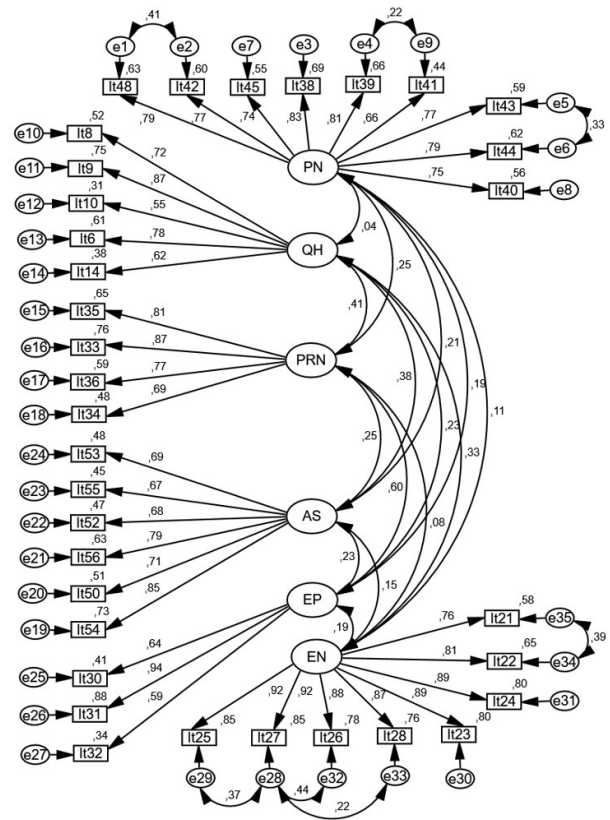 ,41 ,22
e1 e2 e7 e3 e4 e9
,63 ,60 ,55 ,69 ,66 ,44
It48 It42 It45 It38 It39 It41
,59
It43 e5
,79 ,77 ,74 ,83 ,81 ,66 ,77
,33
,62
It44 e6
,79
,56
It40 e8
,75
PN
,52
e10 It8
,72
,75
e11 It9
,87
,31
e12 It10
,55
,61
e13 It6
,78
,38
e14 It14
,62
QH
,04
,25
,41
,65
e15 It35
,81
,76
e16 It33
,87
,59
e17 It36
,77
,48
e18 It34
,69
PRN
,21
,38
,19
,11
,23
,33
,25
,60
,08
,48
e24 It53
,69
,45
e23 It55
,67
,47
e22 It52
,68
,63
e21 It56
,79
,51
e20 It50
,71
,73
e19 It54
,85
AS
,23
,15
EP
,19
,41
e25 It30
,64
,88
e26 It31
,94
,34
e27 It32
,59
EN
,58
It21 e35
,76
,39
,65
It22 e34
,81
,80
It24 e31
,89
,92 ,92 ,88 ,87 ,89
,85 ,85 ,78 ,76 ,80
It25 It27 It26 It28 It23
e29 e28 e32 e33 e30
,37 ,44 ,22